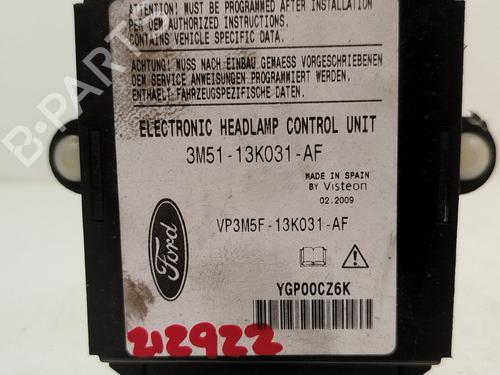 ATTENTION! MUST BE PROGRAMMED AFTER INSTALLATION AS
PER DEM AUTHORIZED INSTRUCTIONS.
CONTAINS VEHICLE SPECIFIC DATA.
ACHTUNG! MUSS NACH EINBAU GEMAESS VORGESCHRIEBENEN
OEM SERVICE ANWEISUNGEN PROGRAMMIERT WERDEN.
ENTHAELT FAHRZEUGSPEZIFISCHE DATEN.
ELECTRONIC HEADLAMP CONTROL UNIT
3M51-13K031-AF
MADE IN SPAIN
BY Visteon
02.2009
VP3M5F-13K031-AF
Ford
YGP00CZ6K
212922
B-PARTS